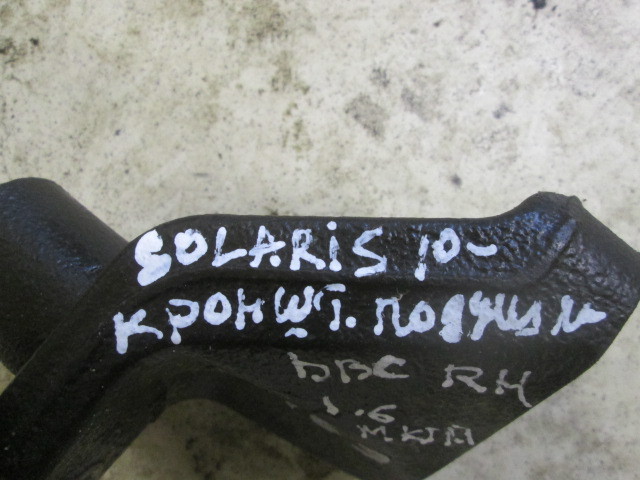 SOLARIS 10-
КРОНШТ. ПОДУШКИ
ДВС RH
1.6
МКПП